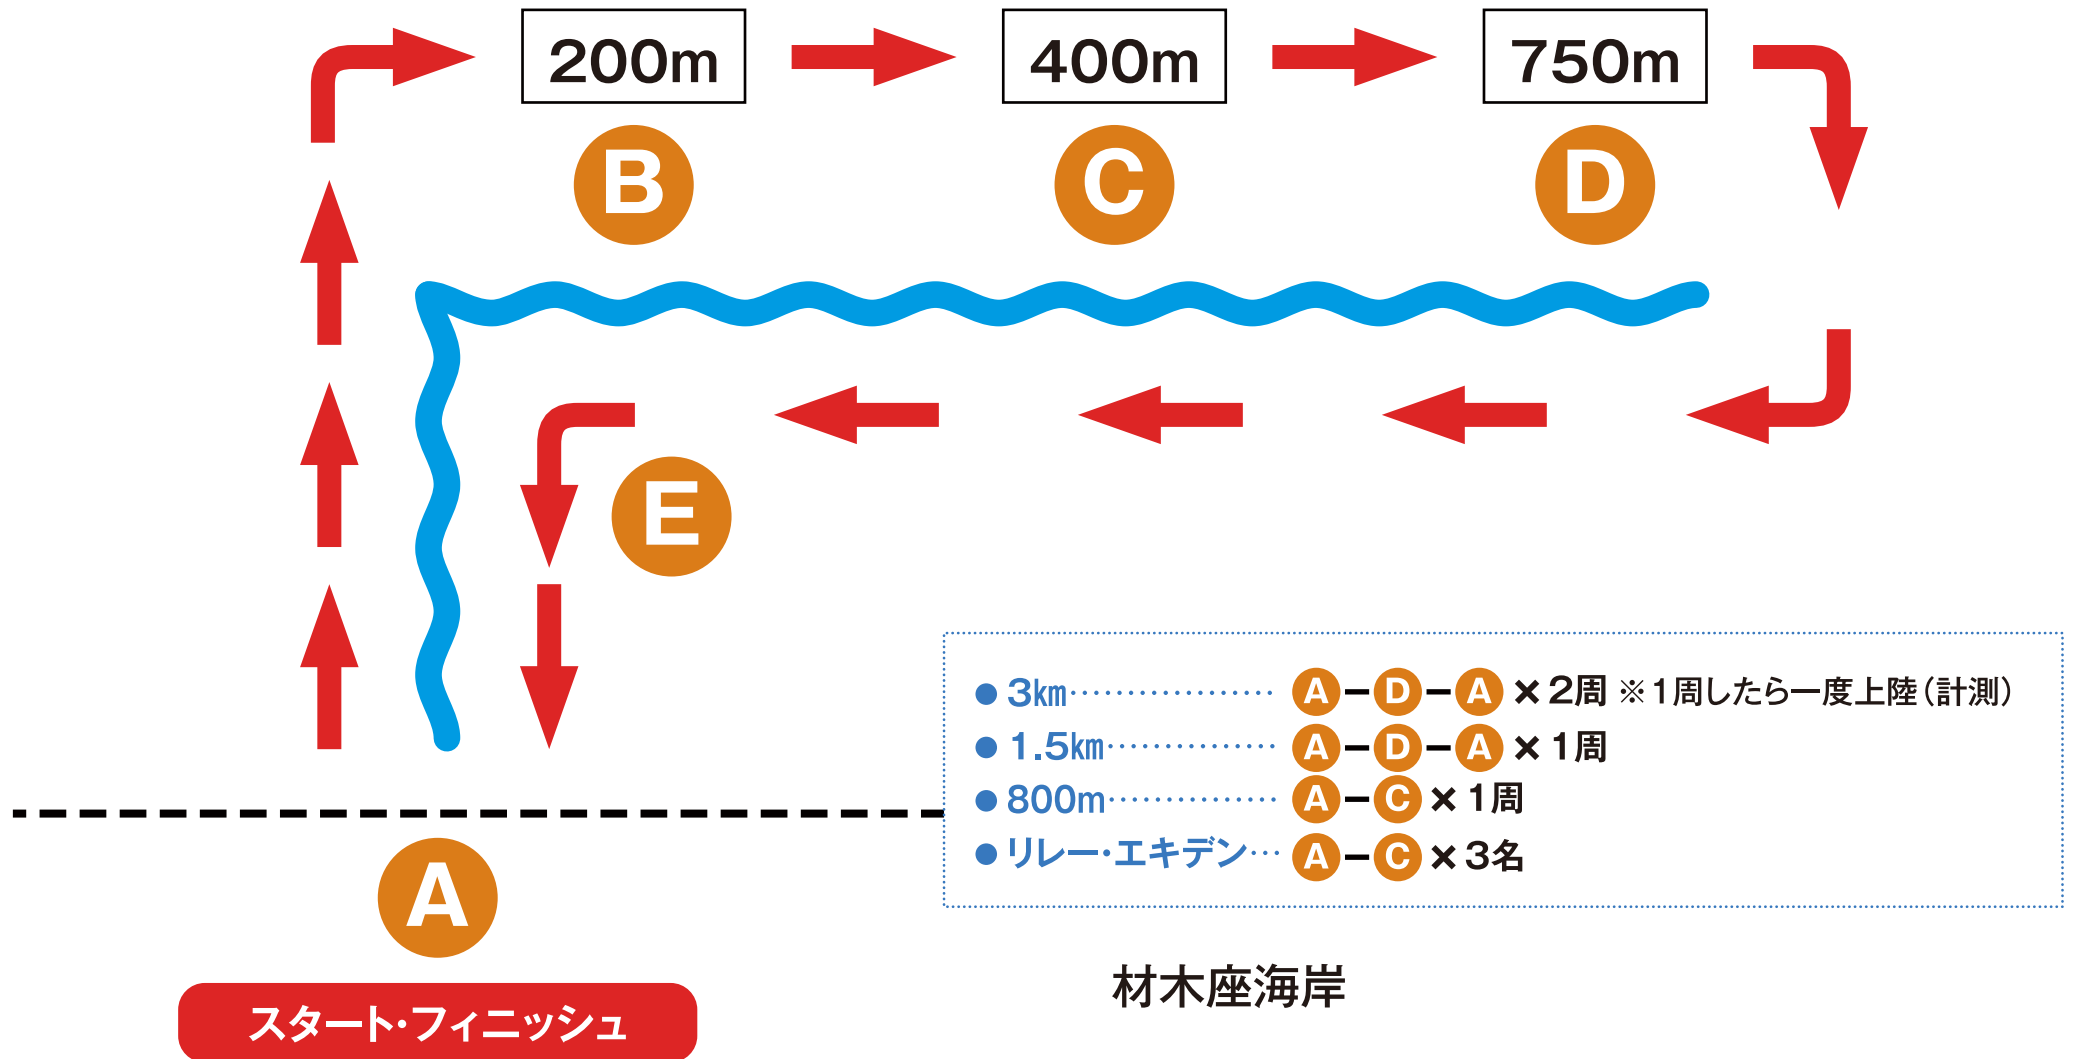 200m 400m 750m
B C D
E
●3km・・・・・・・・・・・・・・・・・・ A－D－A ×2周 ※1周したら一度上陸（計測）
●1.5km・・・・・・・・・・・・・・・ A－D－A ×1周
●800m・・・・・・・・・・・・・・・ A－C ×1周
●リレー・エキデン・・・ A－C ×3名
A
材木座海岸
スタート・フィニッシュ